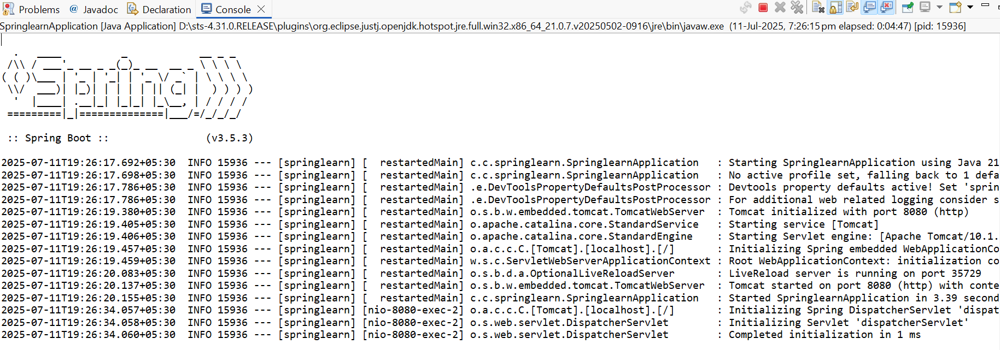 Problems @ Javadoc Declaration Console
SpringlearnApplication [Java Application] D:\sts-4.31.0.RELEASE\plugins\org.eclipse.justj.openjdk.hotspot.jre.full.win32.x86_64_21.0.7.v20250502-0916\jre\bin\javaw.exe (11-Jul-2025, 7:26:15 pm elapsed: 0:04:47) [pid: 15936]
  .   ____          _            __ _ _
 /\\ / ___'_ __ _ _(_)_ __  __ _ \ \ \ \
( ( )\___ | '_ | '_| | '_ \/ _` | \ \ \ \
 \\/  ___)| |_)| | | | | || (_| |  ) ) ) )
  '  |____| .__|_| |_|_| |_\__, | / / / /
 =========|_|==============|___/=/_/_/_/
 :: Spring Boot ::                (v3.5.3)
2025-07-11T19:26:17.692+05:30  INFO 15936 --- [springlearn] [  restartedMain] c.c.springlearn.SpringlearnApplication   : Starting SpringlearnApplication using Java 21
2025-07-11T19:26:17.698+05:30  INFO 15936 --- [springlearn] [  restartedMain] c.c.springlearn.SpringlearnApplication   : No active profile set, falling back to 1 defa
2025-07-11T19:26:17.786+05:30  INFO 15936 --- [springlearn] [  restartedMain] .e.DevToolsPropertyDefaultsPostProcessor : Devtools property defaults active! Set 'sprin
2025-07-11T19:26:17.786+05:30  INFO 15936 --- [springlearn] [  restartedMain] .e.DevToolsPropertyDefaultsPostProcessor : For additional web related logging consider s
2025-07-11T19:26:19.380+05:30  INFO 15936 --- [springlearn] [  restartedMain] o.s.b.w.embedded.tomcat.TomcatWebServer  : Tomcat initialized with port 8080 (http)
2025-07-11T19:26:19.405+05:30  INFO 15936 --- [springlearn] [  restartedMain] o.apache.catalina.core.StandardService   : Starting service [Tomcat]
2025-07-11T19:26:19.406+05:30  INFO 15936 --- [springlearn] [  restartedMain] o.apache.catalina.core.StandardEngine    : Starting Servlet engine: [Apache Tomcat/10.1.
2025-07-11T19:26:19.457+05:30  INFO 15936 --- [springlearn] [  restartedMain] o.a.c.c.C.[Tomcat].[localhost].[/]       : Initializing Spring embedded WebApplicationCo
2025-07-11T19:26:19.459+05:30  INFO 15936 --- [springlearn] [  restartedMain] w.s.c.ServletWebServerApplicationContext : Root WebApplicationContext: initialization co
2025-07-11T19:26:20.083+05:30  INFO 15936 --- [springlearn] [  restartedMain] o.s.b.d.a.OptionalLiveReloadServer       : LiveReload server is running on port 35729
2025-07-11T19:26:20.137+05:30  INFO 15936 --- [springlearn] [  restartedMain] o.s.b.w.embedded.tomcat.TomcatWebServer  : Tomcat started on port 8080 (http) with conte
2025-07-11T19:26:20.155+05:30  INFO 15936 --- [springlearn] [  restartedMain] c.c.springlearn.SpringlearnApplication   : Started SpringlearnApplication in 3.39 second
2025-07-11T19:26:34.057+05:30  INFO 15936 --- [springlearn] [nio-8080-exec-2] o.a.c.c.C.[Tomcat].[localhost].[/]       : Initializing Spring DispatcherServlet 'dispat
2025-07-11T19:26:34.058+05:30  INFO 15936 --- [springlearn] [nio-8080-exec-2] o.s.web.servlet.DispatcherServlet        : Initializing Servlet 'dispatcherServlet'
2025-07-11T19:26:34.060+05:30  INFO 15936 --- [springlearn] [nio-8080-exec-2] o.s.web.servlet.DispatcherServlet        : Completed initialization in 1 ms